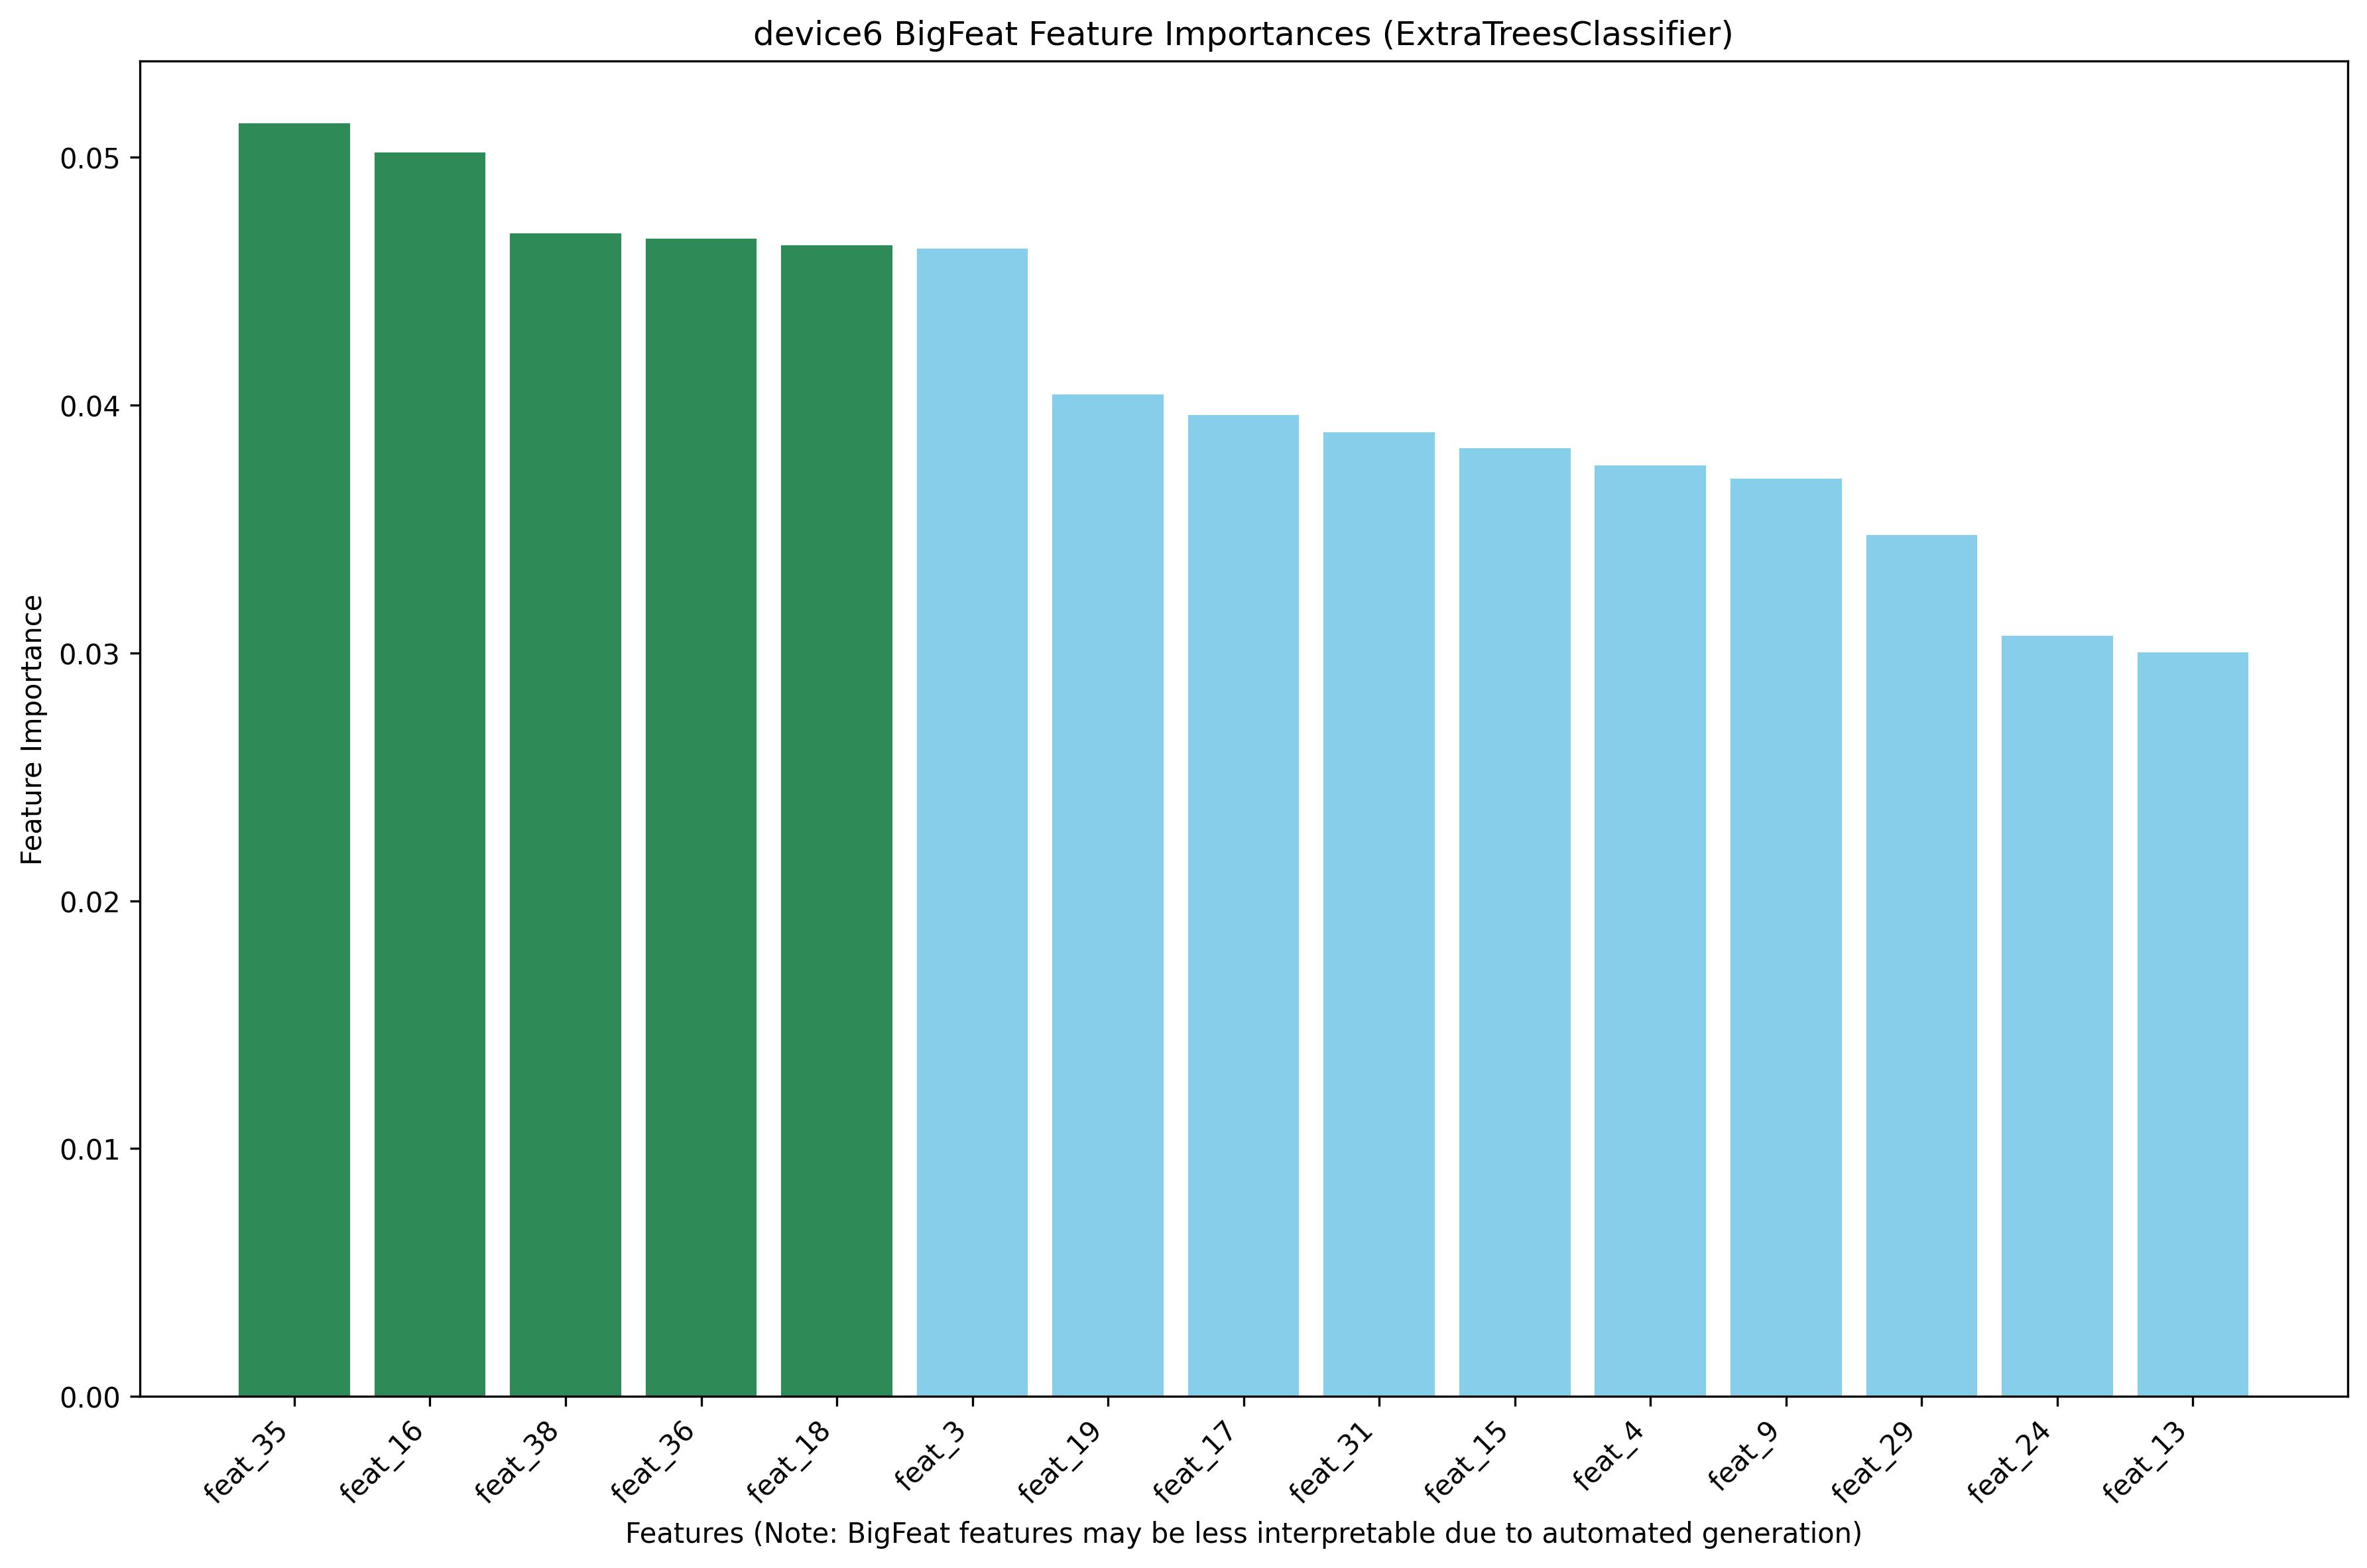 device6 BigFeat Feature Importances (ExtraTreesClassifier)
Feature Importance
0.05
0.04
0.03
0.02
0.01
0.00
feat_35
feat_16
feat_38
feat_36
feat_18
feat_3
feat_19
feat_17
feat_31
feat_15
feat_4
feat_9
feat_29
feat_24
feat_13
Features (Note: BigFeat features may be less interpretable due to automated generation)